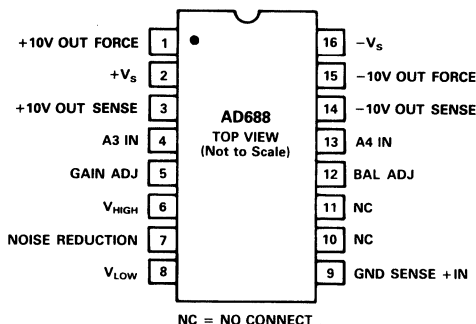 +10V OUT FORCE 1 16 −VS
+VS 2 15 −10V OUT FORCE
+10V OUT SENSE 3 14 −10V OUT SENSE
AD688
TOP VIEW
(Not to Scale)
A3 IN 4 13 A4 IN
GAIN ADJ 5 12 BAL ADJ
VHIGH 6 11 NC
NOISE REDUCTION 7 10 NC
VLOW 8 9 GND SENSE +IN
NC = NO CONNECT